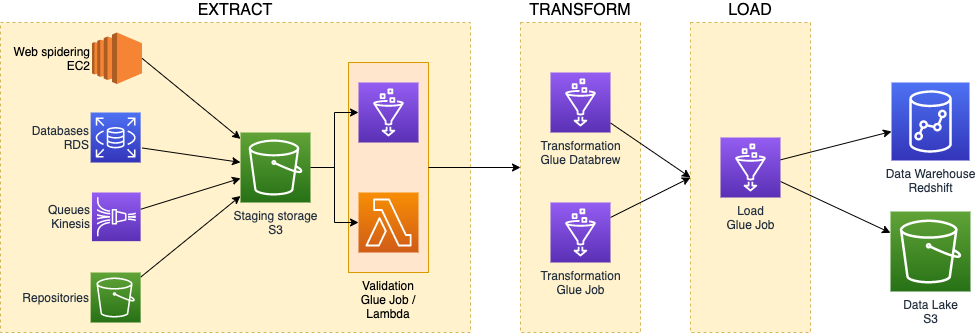 EXTRACT
TRANSFORM
LOAD
Web spidering
EC2
Databases
RDS
Queues
Kinesis
Repositories
Staging storage
S3
Validation
Glue Job /
Lambda
Transformation
Glue Databrew
Transformation
Glue Job
Load
Glue Job
Data Warehouse
Redshift
Data Lake
S3